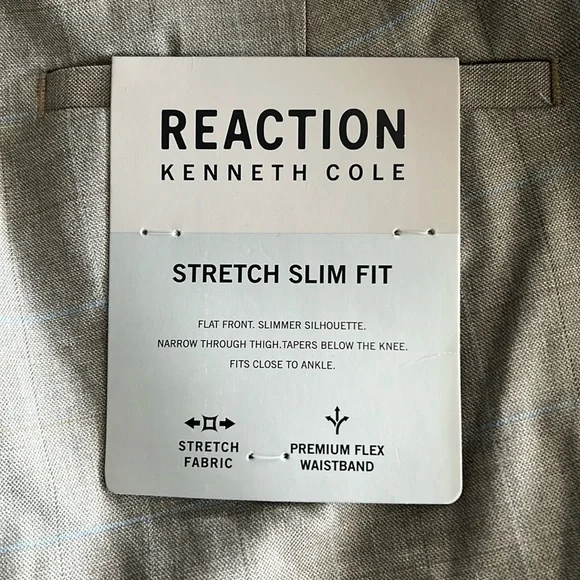 REACTION
KENNETH COLE
STRETCH SLIM FIT
FLAT FRONT. SLIMMER SILHOUETTE.
NARROW THROUGH THIGH.TAPERS BELOW THE KNEE.
FITS CLOSE TO ANKLE.
STRETCH
FABRIC
PREMIUM FLEX
WAISTBAND